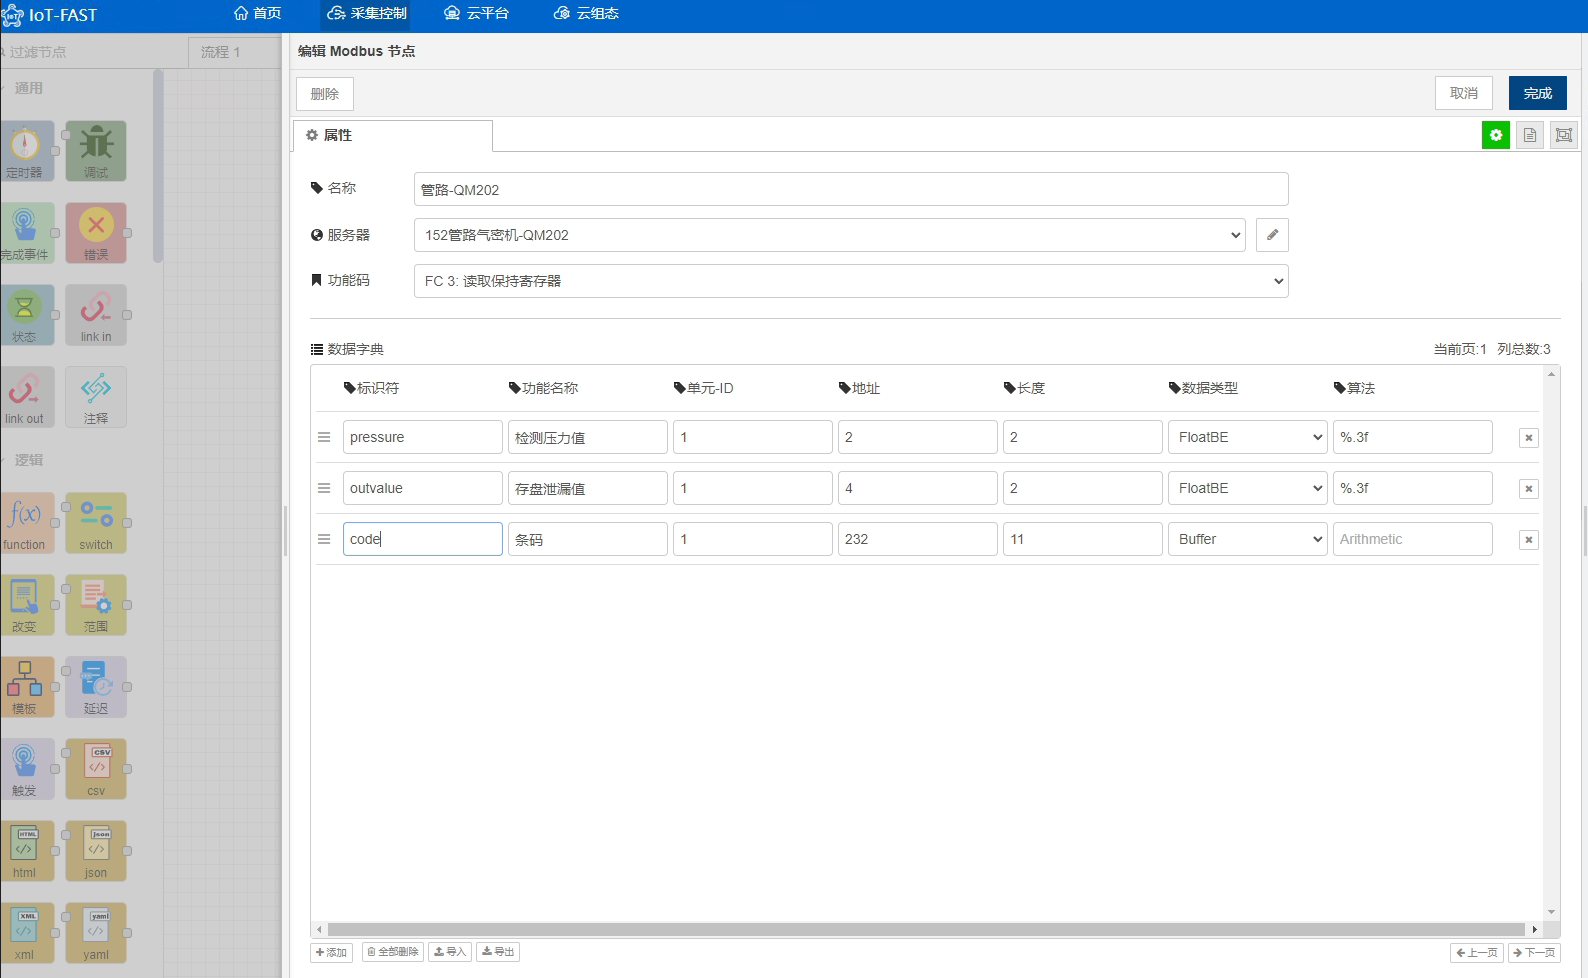 IoT-FAST 首页 采集控制 云平台 云组态
过滤节点
流程 1
通用
定时器 调试
完成事件 错误
状态 link in
link out 注释
逻辑
f(x)
function switch
改变 范围
模板 延迟
CSV
触发 csv
HTML json
html json
XML yaml
xml yaml
编辑 Modbus 节点
删除 取消 完成
属性
名称 管路-QM202
服务器 152管路气密机-QM202
功能码 FC 3: 读取保持寄存器
数据字典 当前页:1 列总数:3
标识符 功能名称 单元-ID 地址 长度 数据类型 算法
pressure 检测压力值 1 2 2 FloatBE %.3f
outvalue 存盘泄漏值 1 4 2 FloatBE %.3f
code 条码 1 232 11 Buffer Arithmetic
添加 全部删除 导入 导出 上一页 下一页